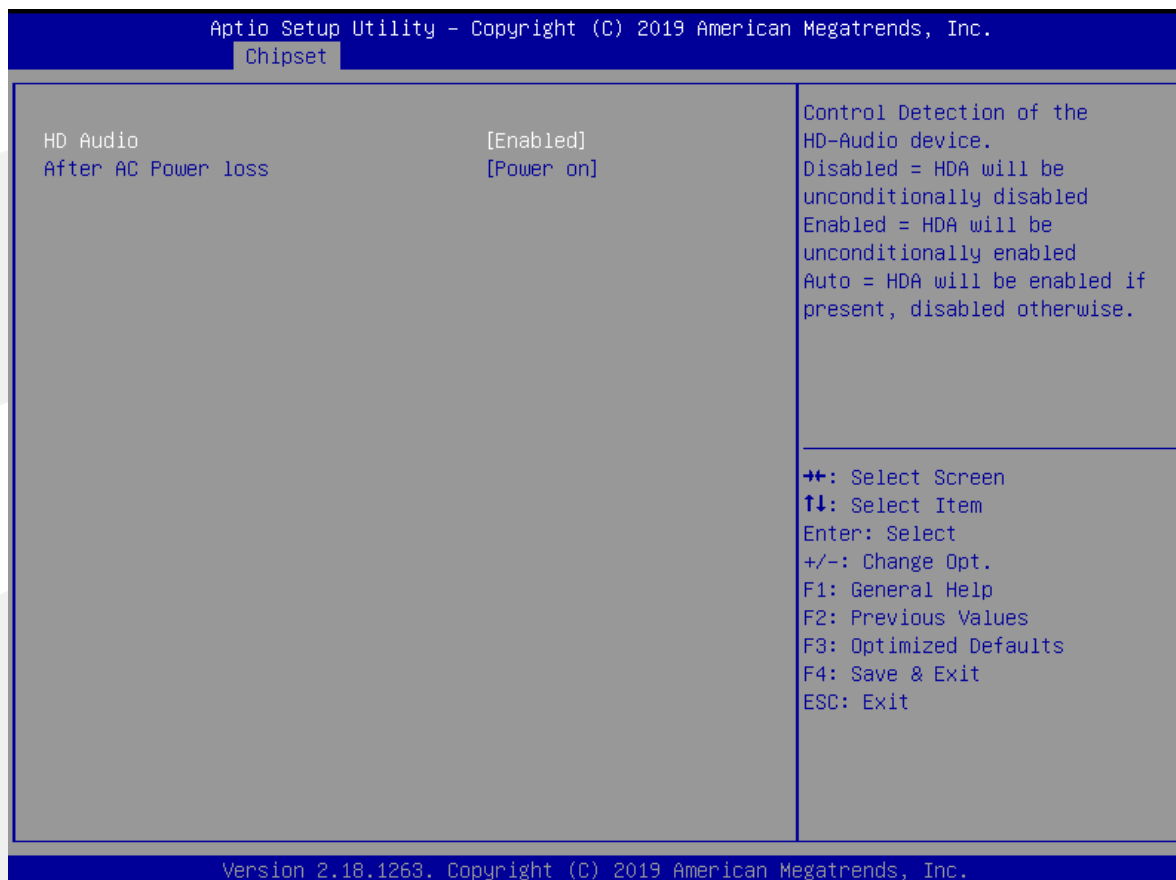 Aptio Setup Utility – Copyright (C) 2019 American Megatrends, Inc.
Chipset
HD Audio [Enabled]
After AC Power loss [Power on]
Control Detection of the
HD-Audio device.
Disabled = HDA will be
unconditionally disabled
Enabled = HDA will be
unconditionally enabled
Auto = HDA will be enabled if
present, disabled otherwise.
→←: Select Screen
↑↓: Select Item
Enter: Select
+/-: Change Opt.
F1: General Help
F2: Previous Values
F3: Optimized Defaults
F4: Save & Exit
ESC: Exit
Version 2.18.1263. Copyright (C) 2019 American Megatrends, Inc.